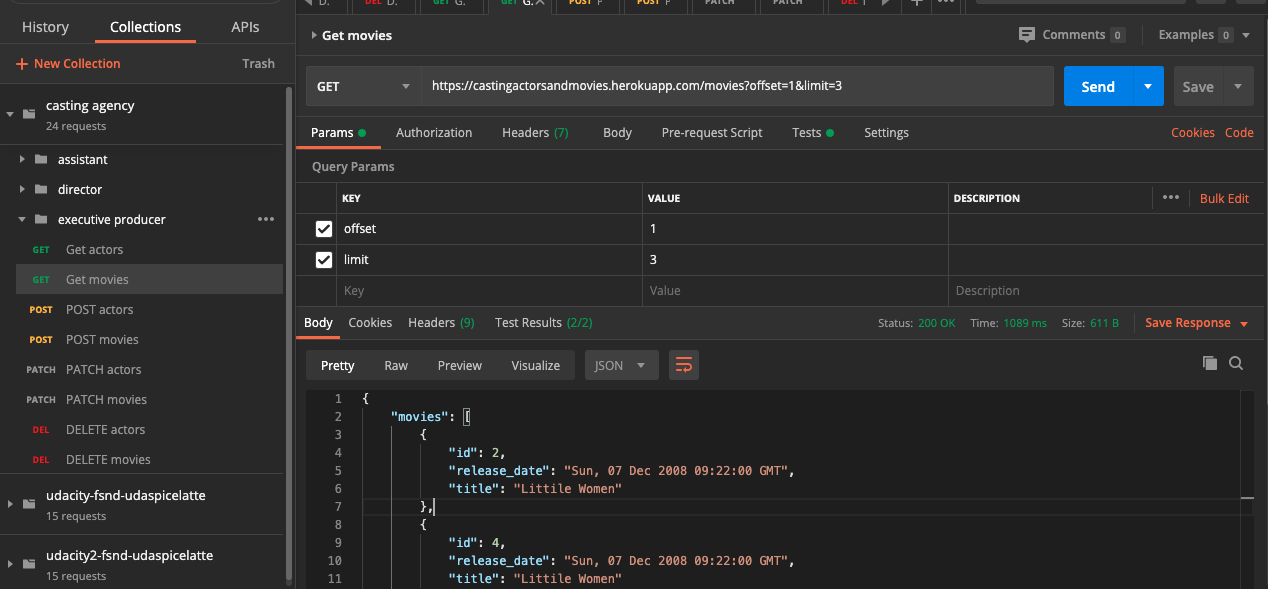 D. DEL D. GET G. GET G. POST F POST F PATCH PATCH DEL
History Collections APIs
+ New Collection Trash
casting agency
24 requests
assistant
director
executive producer
GET Get actors
GET Get movies
POST POST actors
POST POST movies
PATCH PATCH actors
PATCH PATCH movies
DEL DELETE actors
DEL DELETE movies
udacity-fsnd-udaspicelatte
15 requests
udacity2-fsnd-udaspicelatte
15 requests
Get movies Comments 0 Examples 0
GET https://castingactorsandmovies.herokuapp.com/movies?offset=1&limit=3 Send Save
Params Authorization Headers (7) Body Pre-request Script Tests Settings Cookies Code
Query Params
KEY VALUE DESCRIPTION Bulk Edit
offset 1
limit 3
Key Value Description
Body Cookies Headers (9) Test Results (2/2) Status: 200 OK Time: 1089 ms Size: 611 B Save Response
Pretty Raw Preview Visualize JSON
1 {
2 "movies": [
3 {
4 "id": 2,
5 "release_date": "Sun, 07 Dec 2008 09:22:00 GMT",
6 "title": "Littile Women"
7 },
8 {
9 "id": 4,
10 "release_date": "Sun, 07 Dec 2008 09:22:00 GMT",
11 "title": "Littile Women"